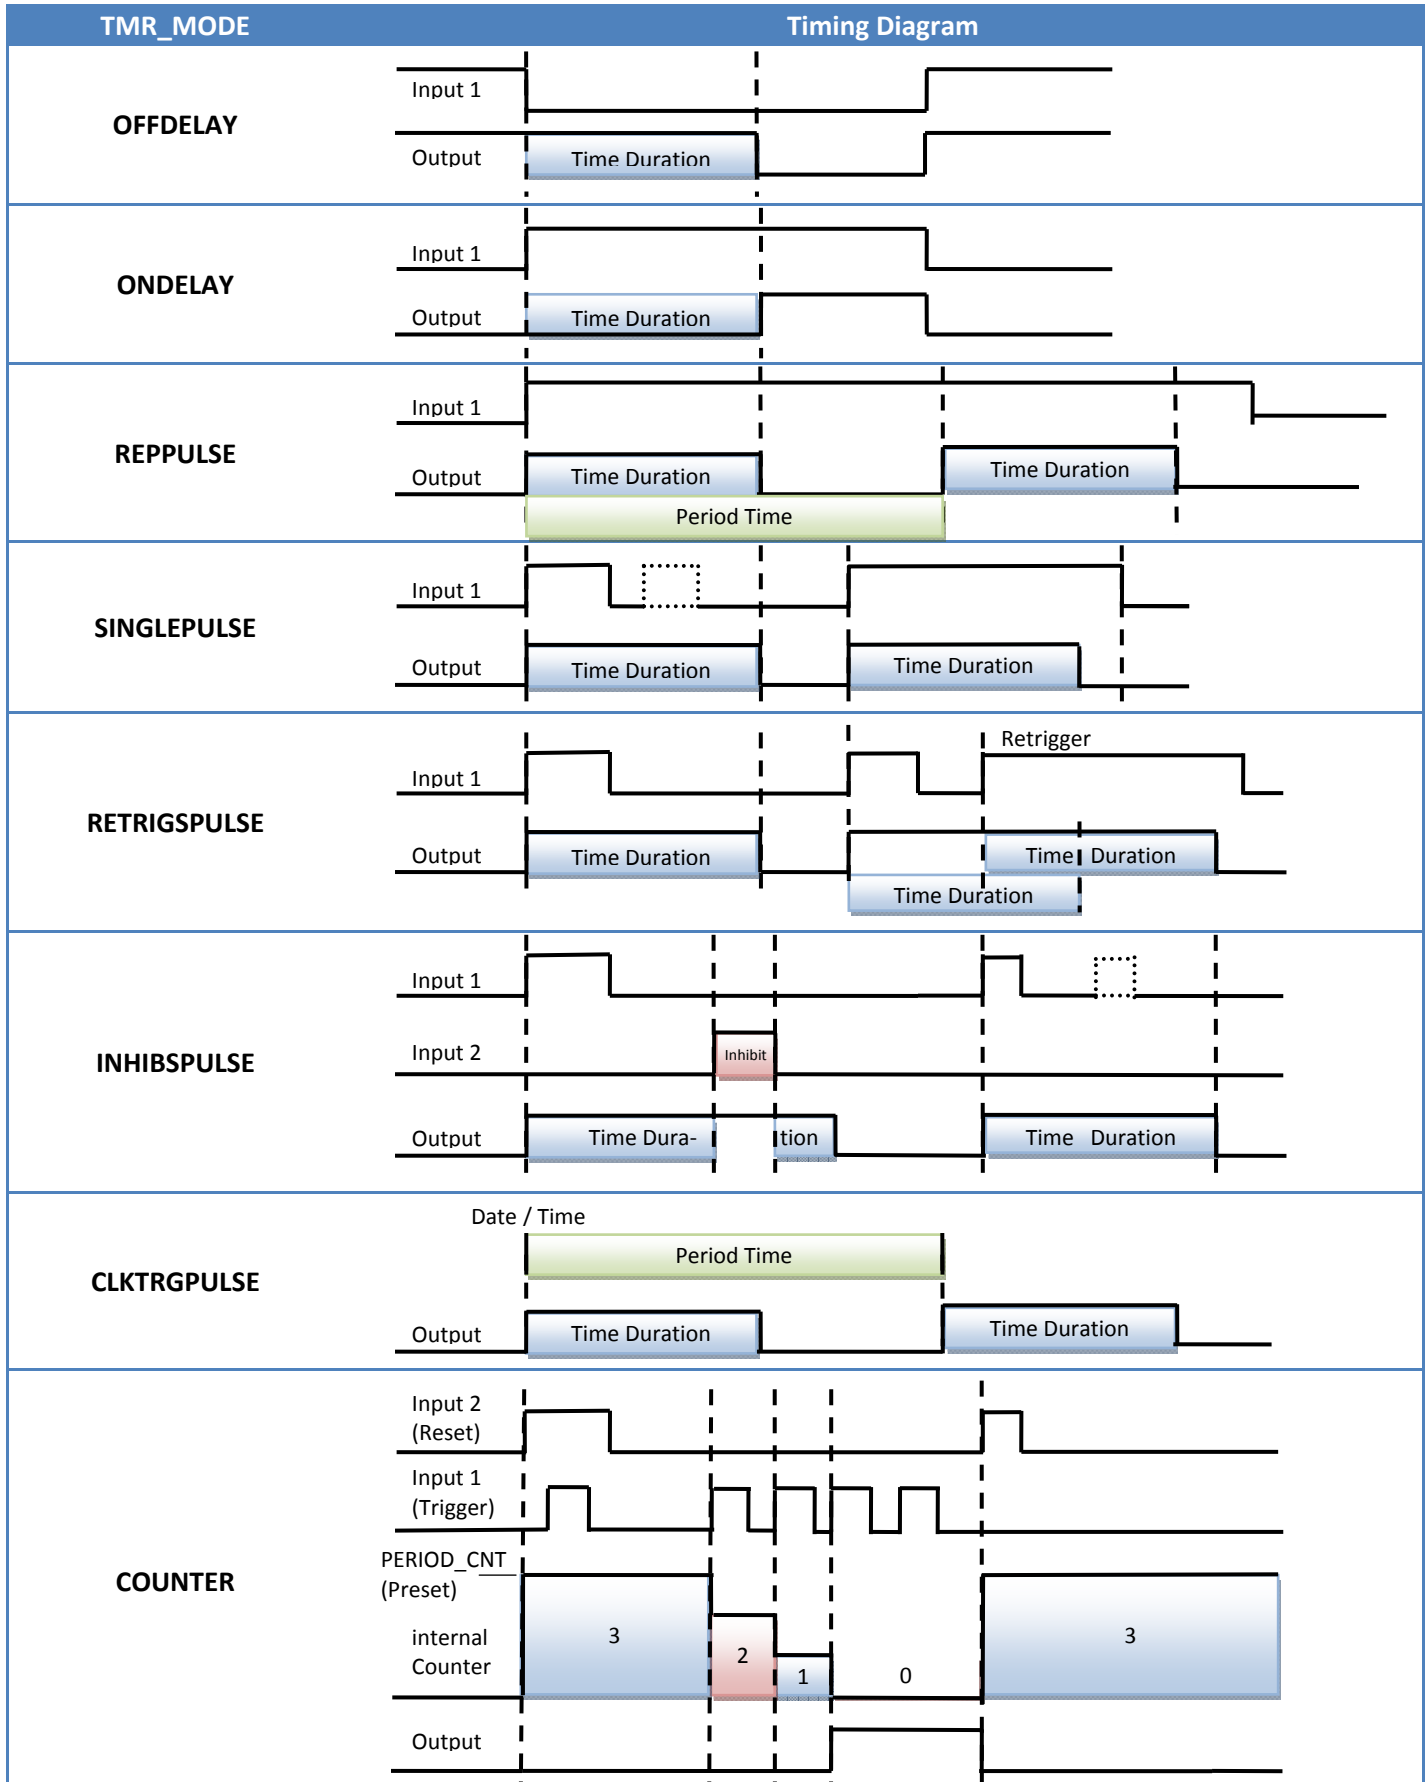 TMR_MODE Timing Diagram
OFFDELAY
Input 1
Output
Time Duration
ONDELAY
Input 1
Output
Time Duration
REPPULSE
Input 1
Output
Time Duration
Time Duration
Period Time
SINGLEPULSE
Input 1
Output
Time Duration
Time Duration
RETRIGSPULSE
Retrigger
Input 1
Output
Time Duration
Time Duration
Time Duration
INHIBSPULSE
Input 1
Input 2
Inhibit
Output
Time Dura-
tion
Time Duration
CLKTRGPULSE
Date / Time
Period Time
Output
Time Duration
Time Duration
COUNTER
Input 2
(Reset)
Input 1
(Trigger)
PERIOD_CNT
(Preset)
internal
Counter
3
2
1
0
3
Output